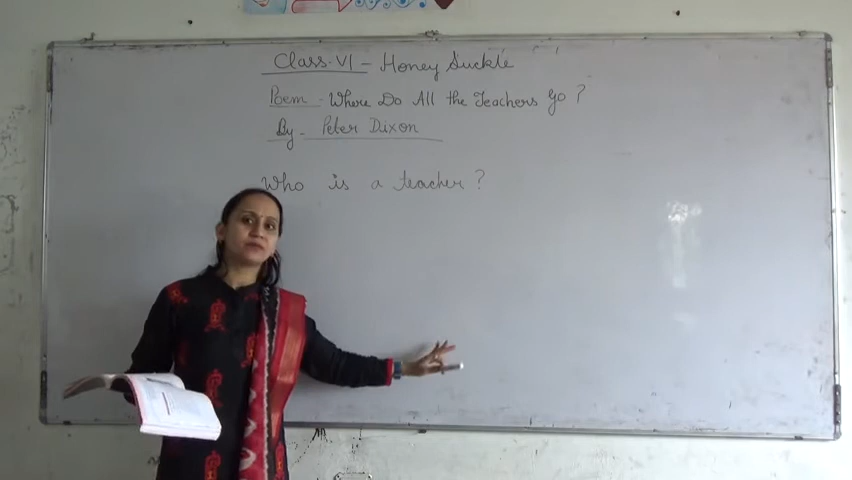 Class-VI - Honey Suckle
Poem - Where Do All the Teachers Go ?
By - Peter Dixon
Who is a teacher ?